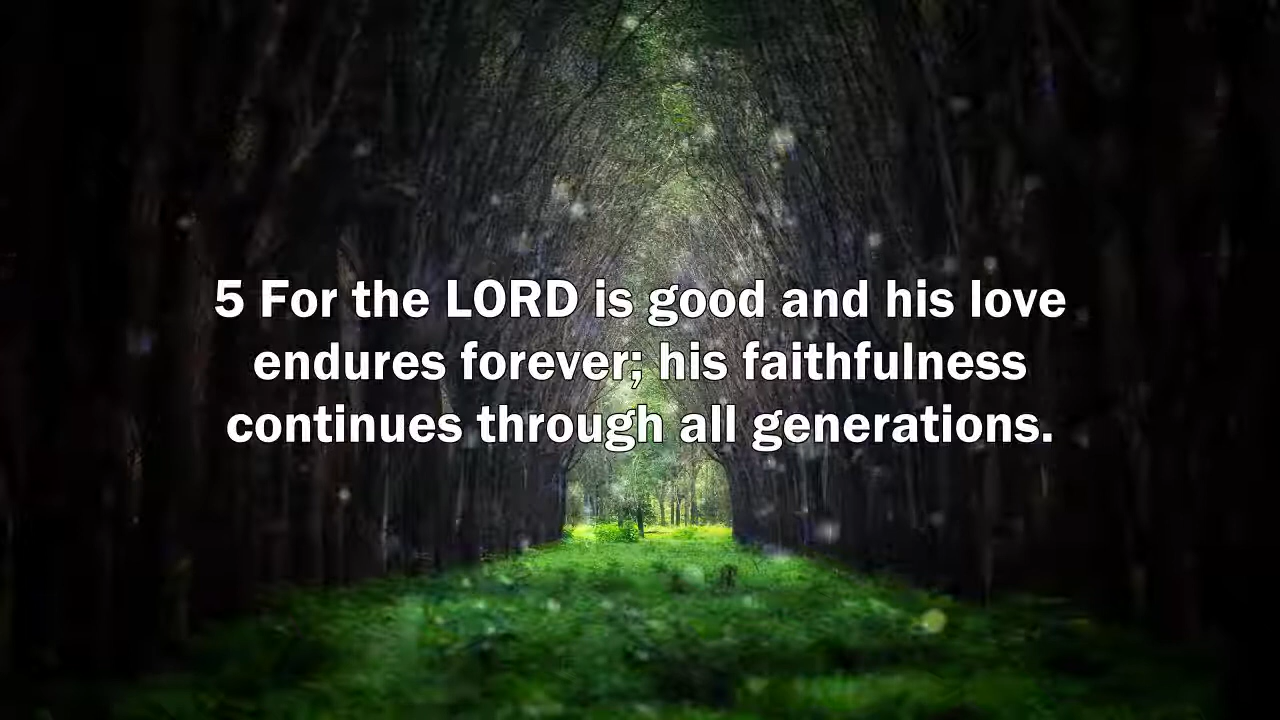 5 For the LORD is good and his love
endures forever; his faithfulness
continues through all generations.